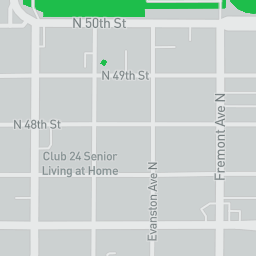 N 50th St
N 49th St
N 48th St
Club 24 Senior
Living at Home
Evanston Ave N
Fremont Ave N